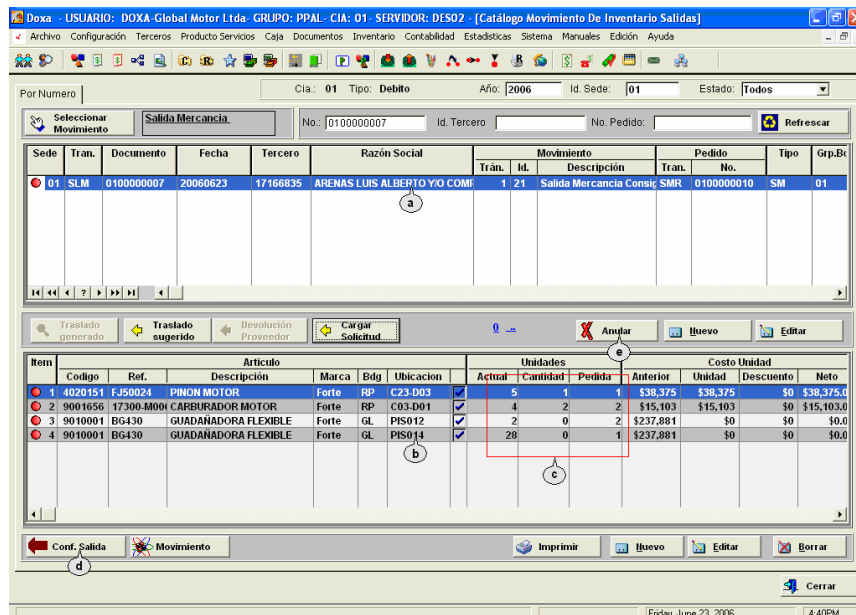 Doxa - USUARIO: DOXA-Global Motor Ltda- GRUPO: PPAL- CIA: 01- SERVIDOR: DES02 - [Catálogo Movimiento De Inventario Salidas]
Archivo Configuración Terceros Producto Servicios Caja Documentos Inventario Contabilidad Estadisticas Sistema Manuales Edición Ayuda
Por Numero Cia.: 01 Tipo: Debito Año: 2006 Id. Sede: 01 Estado: Todos
Seleccionar Movimiento Salida Mercancia No.: 0100000007 Id. Tercero No. Pedido: Refrescar
Sede Tran. Documento Fecha Tercero Razón Social Movimiento Pedido Tipo Grp.Bo
Trán. Id. Descripción Tran. No.
01 SLM 0100000007 20060623 17166835 ARENAS LUIS ALBERTO Y/O COMP 1 21 Salida Mercancia Consig SMR 0100000010 SM 01
a
Traslado generado Traslado sugerido Devolución Proveedor Cargar Solicitud 0 Anular Nuevo Editar
e
Item Articulo Unidades Costo Unidad
Codigo Ref. Descripción Marca Bdg Ubicacion Actual Cantidad Pedida Anterior Unidad Descuento Neto
1 4020151 FJ50024 PINON MOTOR Forte RP C23-D03 5 1 1 $38,375 $38,375 $0 $38,375.0
2 9001656 17300-M00 CARBURADOR MOTOR Forte RP C03-D01 4 2 2 $15,103 $15,103 $0 $15,103.0
3 9010001 BG430 GUADAÑADORA FLEXIBLE Forte GL PIS012 2 0 2 $237,881 $0 $0 $0.0
4 9010001 BG430 GUADAÑADORA FLEXIBLE Forte GL PIS014 28 0 1 $237,881 $0 $0 $0.0
b
c
Conf. Salida Movimiento Imprimir Nuevo Editar Borrar
d
Cerrar
Friday, June 23, 2006 4:40PM